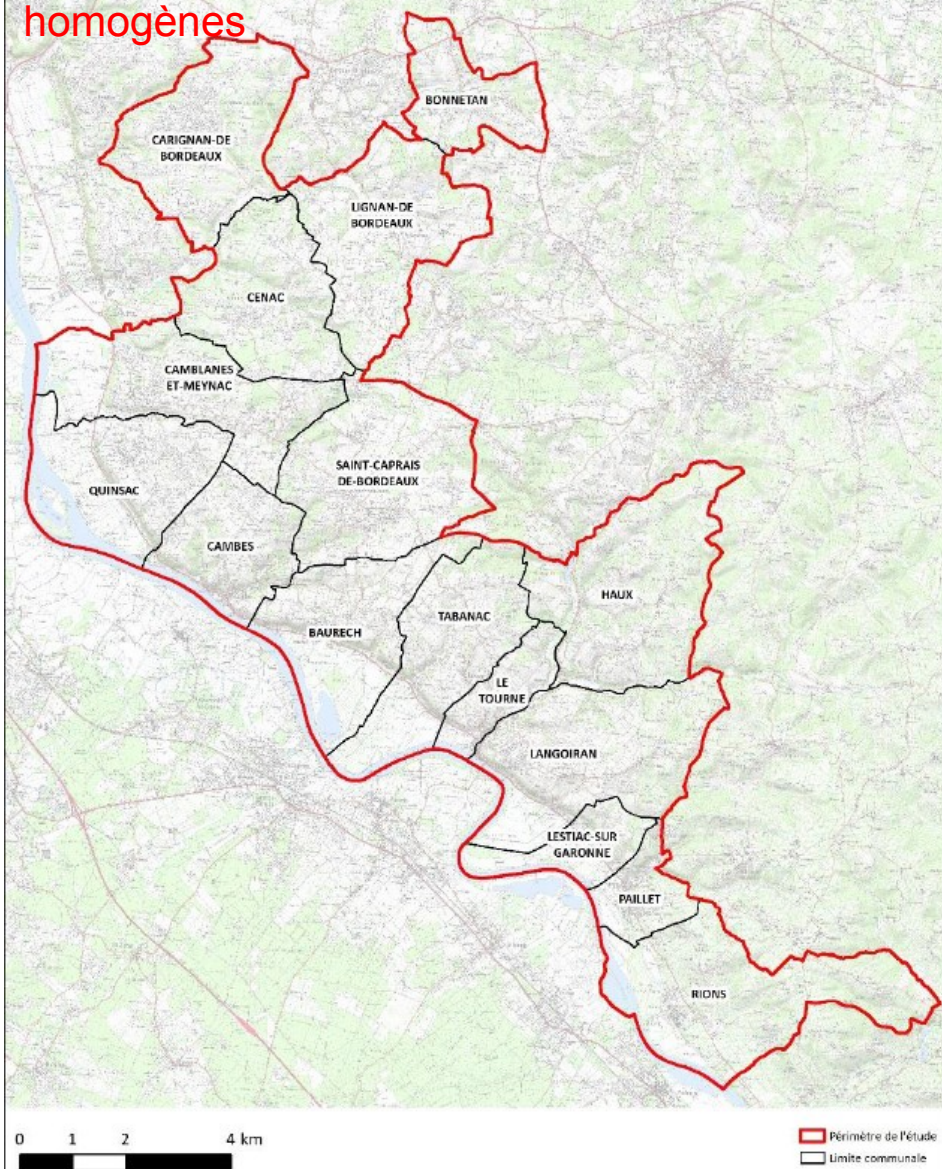 homogènes
BONNETAN
CARIGNAN-DE
BORDEAUX
LIGNAN-DE
BORDEAUX
CENAC
CAMBLANES
ET-MEYNAC
SAINT-CAPRAIS
DE-BORDEAUX
QUINSAC
CAMBES
HAUX
TABANAC
BAURECH
LE
TOURNE
LANGOIRAN
LESTIAC-SUR
GARONNE
PAILLET
RIONS
0 1 2 4 km
Périmètre de l'étude
Limite communale